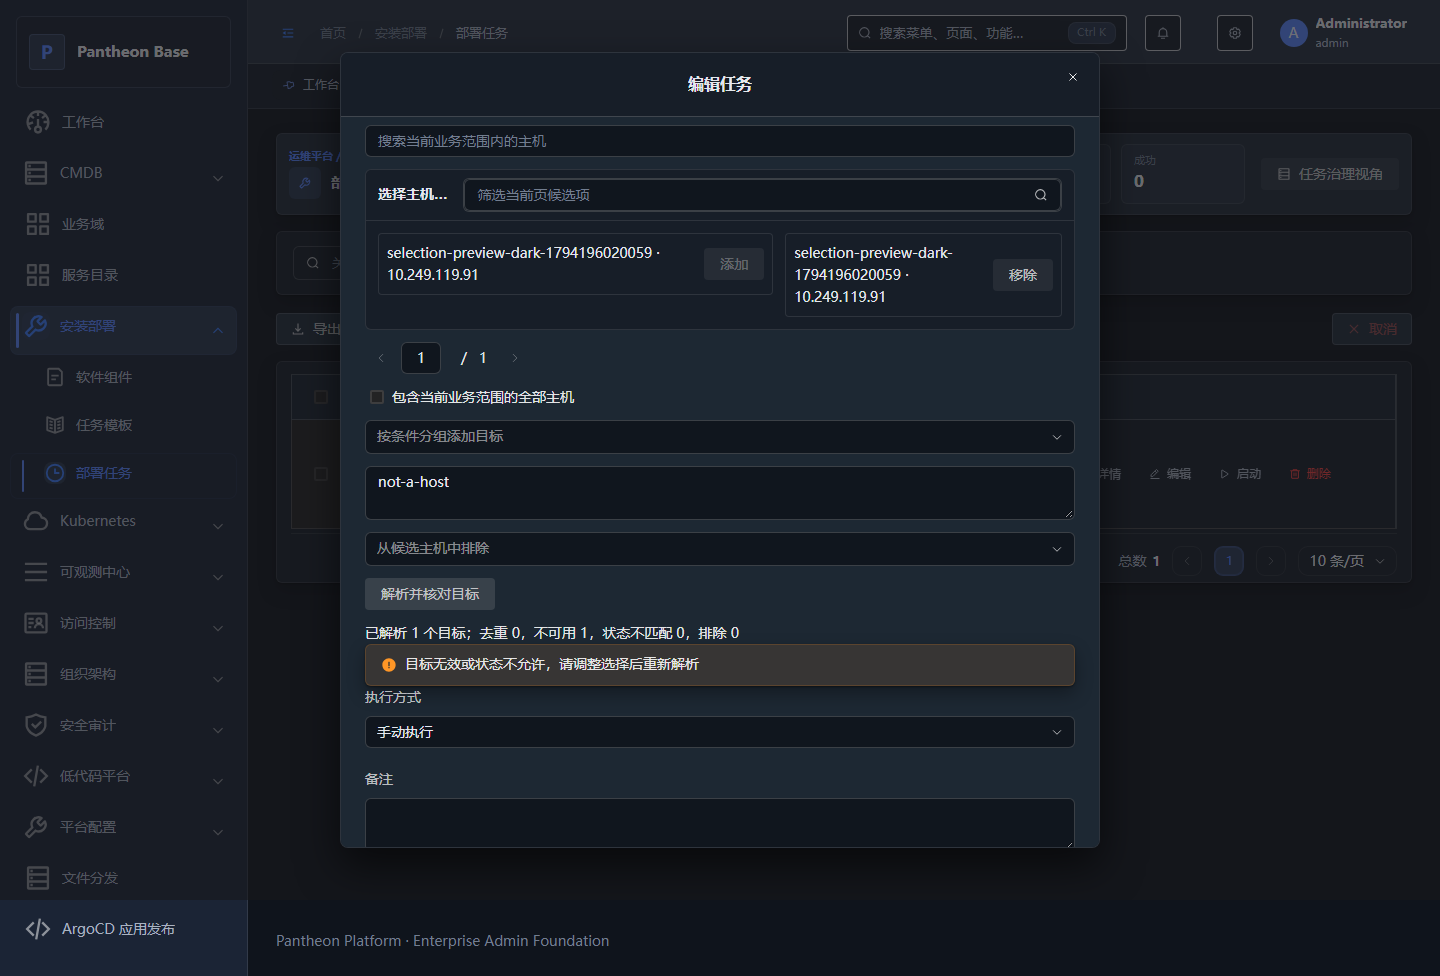 P Pantheon Base
工作台
CMDB
业务域
服务目录
安装部署
软件组件
任务模板
部署任务
Kubernetes
可观测中心
访问控制
组织架构
安全审计
低代码平台
平台配置
文件分发
ArgoCD 应用发布
首页 / 安装部署 / 部署任务
搜索菜单、页面、功能... Ctrl K
A Administrator
admin
工作台
运维平台 /
成功
0
任务治理视角
导出
取消
详情 编辑 启动 删除
总数 1 1 10 条/页
编辑任务
搜索当前业务范围内的主机
选择主机... 筛选当前页候选项
selection-preview-dark-1794196020059 ·
10.249.119.91
添加
selection-preview-dark-
1794196020059 ·
10.249.119.91
移除
1 / 1
包含当前业务范围的全部主机
按条件分组添加目标
not-a-host
从候选主机中排除
解析并核对目标
已解析 1 个目标；去重 0，不可用 1，状态不匹配 0，排除 0
目标无效或状态不允许，请调整选择后重新解析
执行方式
手动执行
备注
Pantheon Platform · Enterprise Admin Foundation